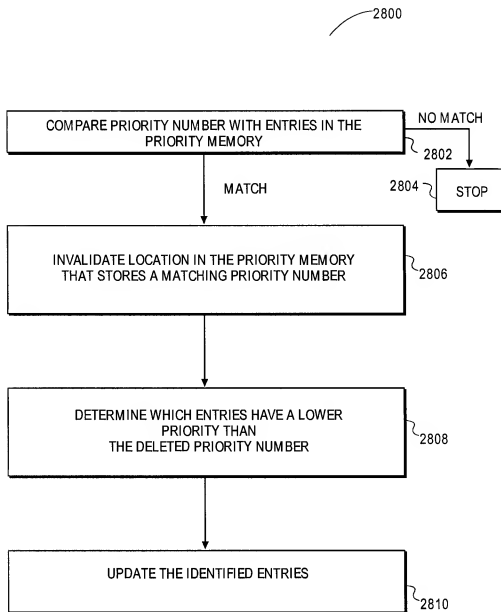 2800
COMPARE PRIORITY NUMBER WITH ENTRIES IN THE
PRIORITY MEMORY
NO MATCH
2802
2804
STOP
MATCH
INVALIDATE LOCATION IN THE PRIORITY MEMORY
THAT STORES A MATCHING PRIORITY NUMBER
2806
DETERMINE WHICH ENTRIES HAVE A LOWER
PRIORITY THAN
THE DELETED PRIORITY NUMBER
2808
UPDATE THE IDENTIFIED ENTRIES
2810